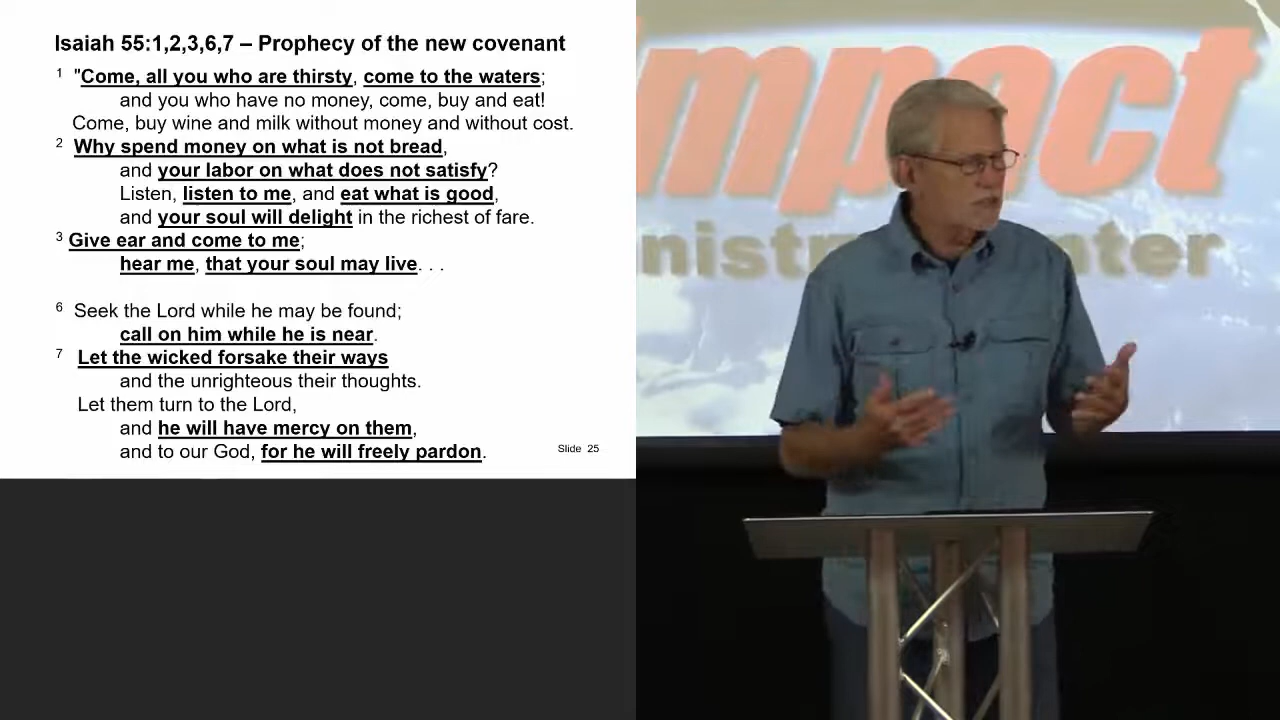 Isaiah 55:1,2,3,6,7 – Prophecy of the new covenant
1 "Come, all you who are thirsty, come to the waters;
and you who have no money, come, buy and eat!
Come, buy wine and milk without money and without cost.
2 Why spend money on what is not bread,
and your labor on what does not satisfy?
Listen, listen to me, and eat what is good,
and your soul will delight in the richest of fare.
3 Give ear and come to me;
hear me, that your soul may live. . .
6 Seek the Lord while he may be found;
call on him while he is near.
7 Let the wicked forsake their ways
and the unrighteous their thoughts.
Let them turn to the Lord,
and he will have mercy on them,
and to our God, for he will freely pardon.
Slide 25
impact